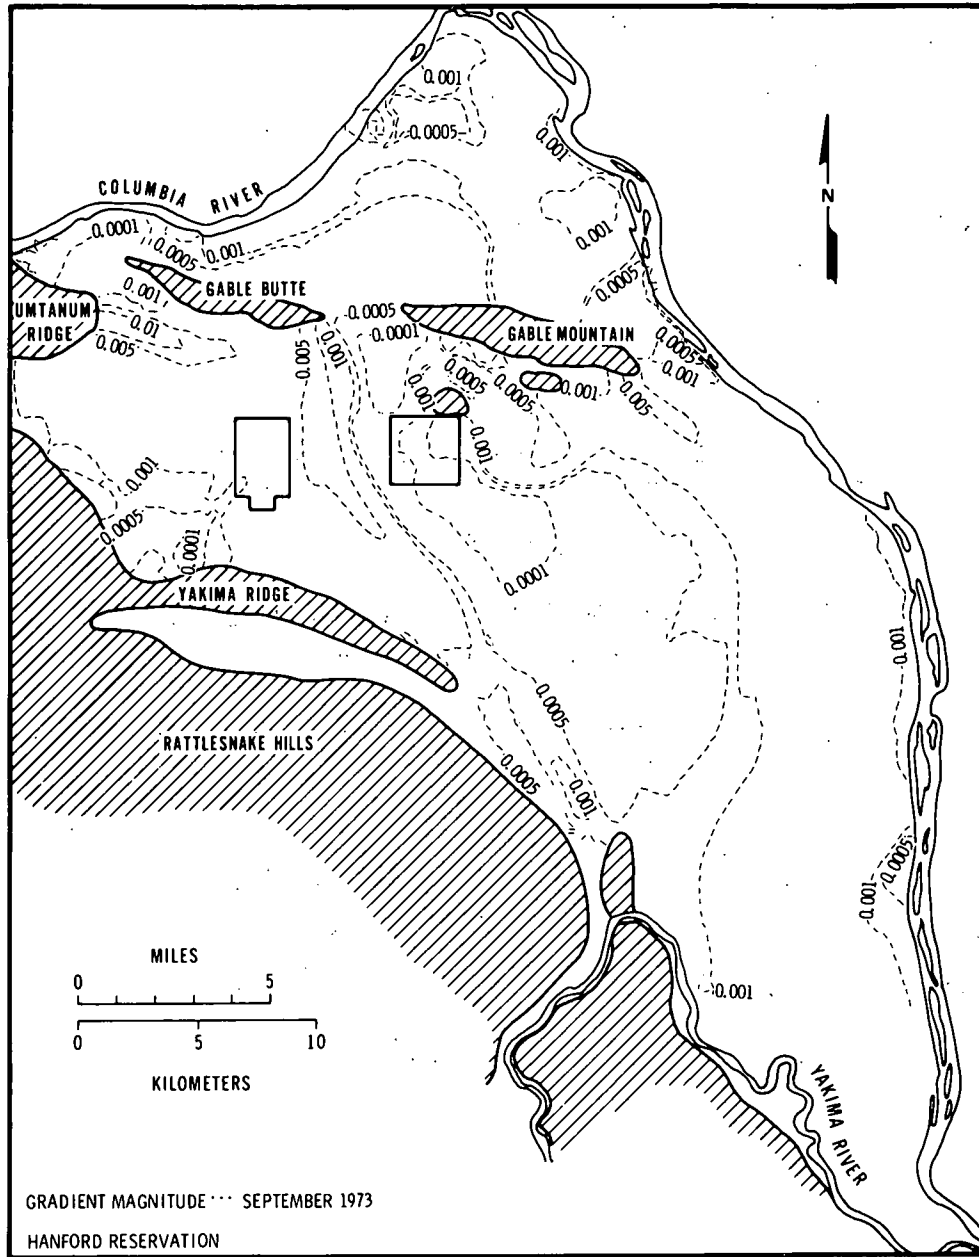 0.001
0.0005
0.001
COLUMBIA RIVER
N
0.0001
0.0005
0.001
0.001
0.0005
GABLE BUTTE
0.001
0.01
0.005
UMTANUM
RIDGE
0.0005
0.0001
GABLE MOUNTAIN
0.005
0.001
0.0005
0.001
0.0005
0.0005
0.001
0.005
0.001
0.001
0.001
0.0005
0.0001
0.0001
YAKIMA RIDGE
0.001
RATTLESNAKE HILLS
0.0005
0.0005
0.001
0.0005
0.001
0.001
MILES
0 5
0 5 10
KILOMETERS
YAKIMA RIVER
GRADIENT MAGNITUDE ··· SEPTEMBER 1973
HANFORD RESERVATION